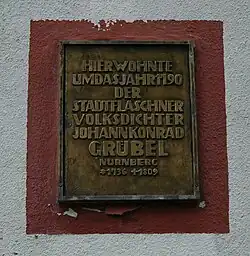 HIER WOHNTE
UM DAS JAHR 1790
DER
STADTFLASCHNER
VOLKSDICHTER
JOHANN KONRAD
GRÜBEL
NÜRNBERG
*1736 +1809